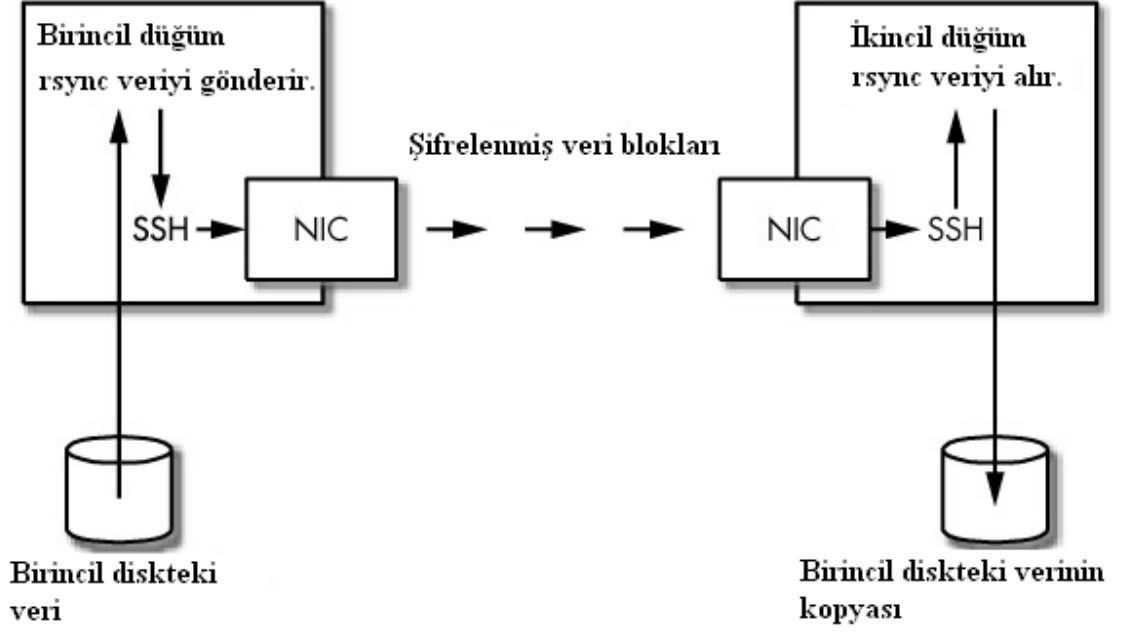 Birincil düğüm
rsync veriyi gönderir.
İkincil düğüm
rsync veriyi alır.
Şifrelenmiş veri blokları
SSH
NIC
NIC
SSH
Birincil diskteki
veri
Birincil diskteki verinin
kopyası